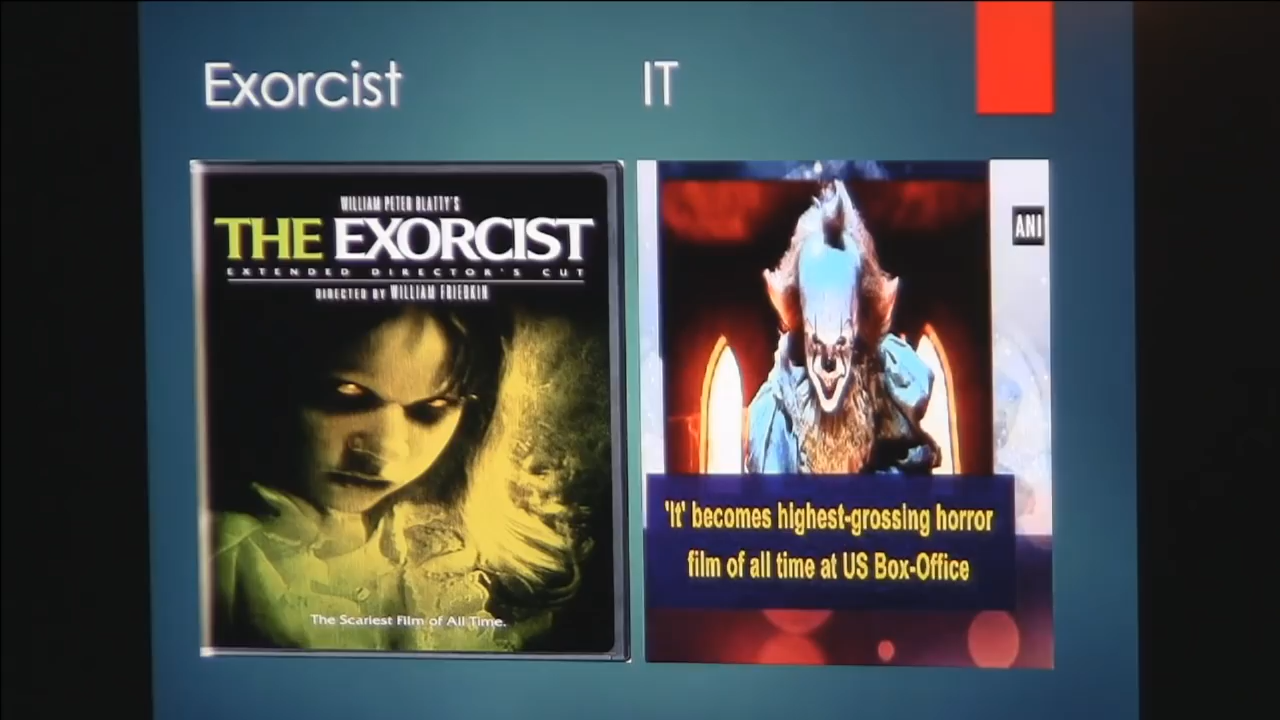 Exorcist
IT
WILLIAM PETER BLATTY'S
THE EXORCIST
EXTENDED DIRECTOR'S CUT
DIRECTED BY WILLIAM FRIEDKIN
The Scariest Film of All Time.
ANI
'It' becomes highest-grossing horror
film of all time at US Box-Office